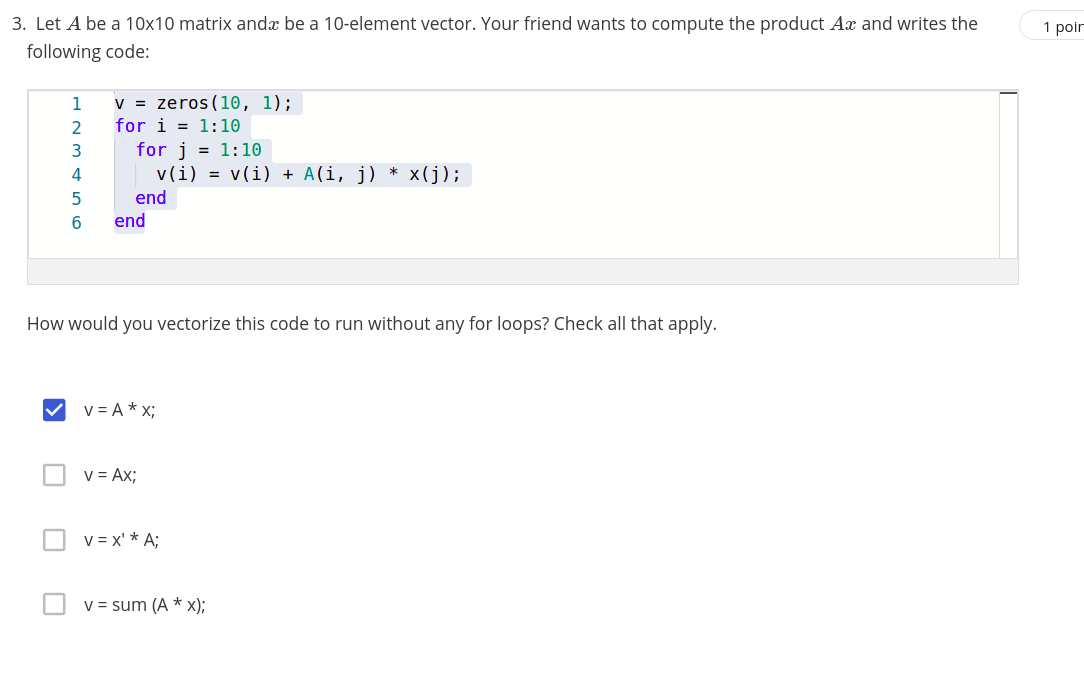 3. Let A be a 10x10 matrix andx be a 10-element vector. Your friend wants to compute the product Ax and writes the
1 poin
following code:
1 v = zeros(10, 1);
2 for i = 1:10
3 for j = 1:10
4 v(i) = v(i) + A(i, j) * x(j);
5 end
6 end
How would you vectorize this code to run without any for loops? Check all that apply.
v = A * x;
v = Ax;
v = x' * A;
v = sum (A * x);